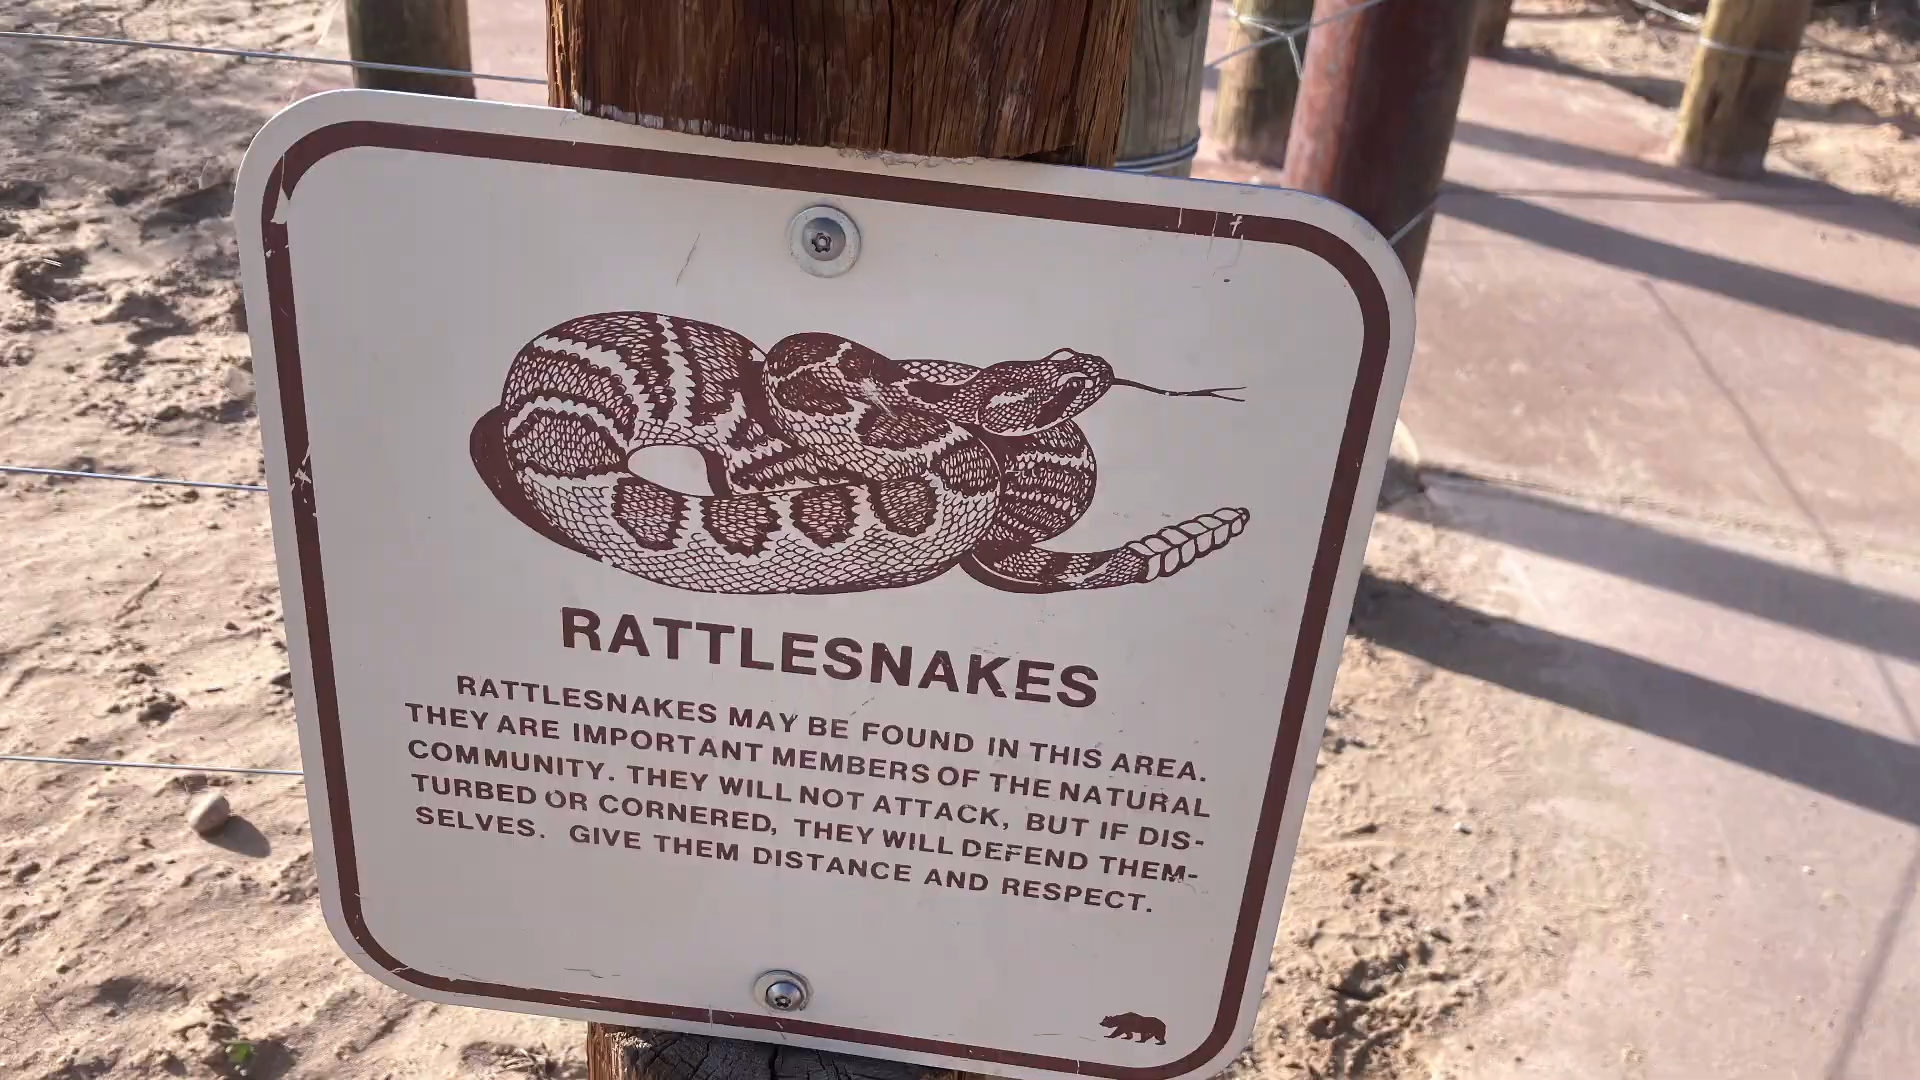 RATTLESNAKES
RATTLESNAKES MAY BE FOUND IN THIS AREA.
THEY ARE IMPORTANT MEMBERS OF THE NATURAL
COMMUNITY. THEY WILL NOT ATTACK, BUT IF DIS-
TURBED OR CORNERED, THEY WILL DEFEND THEM-
SELVES. GIVE THEM DISTANCE AND RESPECT.